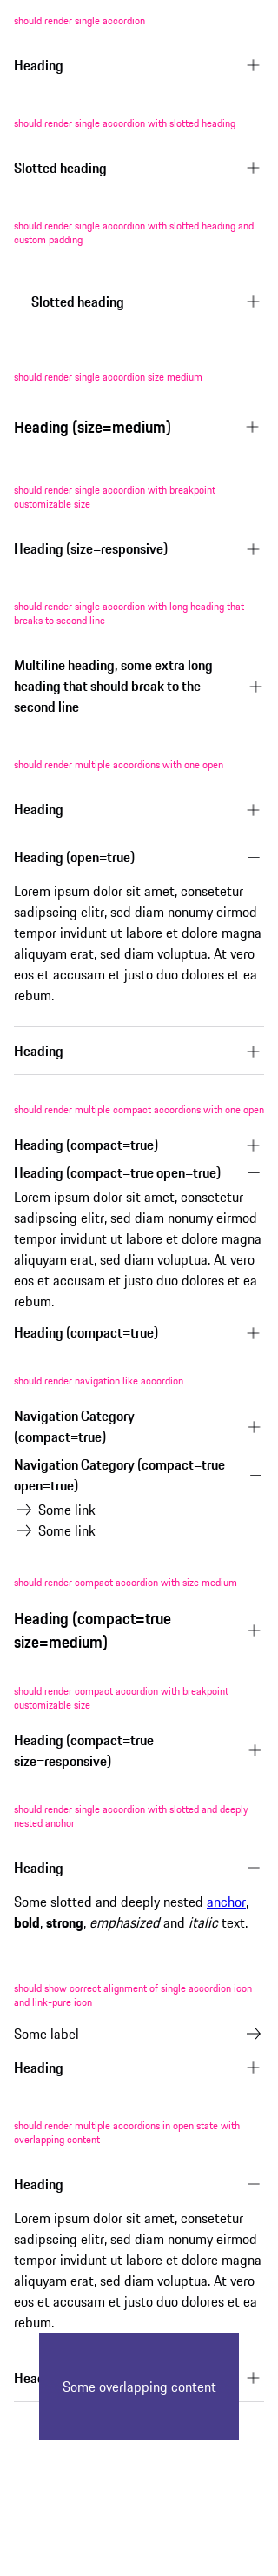 should render single accordion
Heading
should render single accordion with slotted heading
Slotted heading
should render single accordion with slotted heading and
custom padding
Slotted heading
should render single accordion size medium
Heading (size=medium)
should render single accordion with breakpoint
customizable size
Heading (size=responsive)
should render single accordion with long heading that
breaks to second line
Multiline heading, some extra long
heading that should break to the
second line
should render multiple accordions with one open
Heading
Heading (open=true)
Lorem ipsum dolor sit amet, consetetur
sadipscing elitr, sed diam nonumy eirmod
tempor invidunt ut labore et dolore magna
aliquyam erat, sed diam voluptua. At vero
eos et accusam et justo duo dolores et ea
rebum.
Heading
should render multiple compact accordions with one open
Heading (compact=true)
Heading (compact=true open=true)
Lorem ipsum dolor sit amet, consetetur
sadipscing elitr, sed diam nonumy eirmod
tempor invidunt ut labore et dolore magna
aliquyam erat, sed diam voluptua. At vero
eos et accusam et justo duo dolores et ea
rebum.
Heading (compact=true)
should render navigation like accordion
Navigation Category
(compact=true)
Navigation Category (compact=true
open=true)
Some link
Some link
should render compact accordion with size medium
Heading (compact=true
size=medium)
should render compact accordion with breakpoint
customizable size
Heading (compact=true
size=responsive)
should render single accordion with slotted and deeply
nested anchor
Heading
Some slotted and deeply nested anchor,
bold, strong, emphasized and italic text.
should show correct alignment of single accordion icon
and link-pure icon
Some label
Heading
should render multiple accordions in open state with
overlapping content
Heading
Lorem ipsum dolor sit amet, consetetur
sadipscing elitr, sed diam nonumy eirmod
tempor invidunt ut labore et dolore magna
aliquyam erat, sed diam voluptua. At vero
eos et accusam et justo duo dolores et ea
rebum.
Some overlapping content